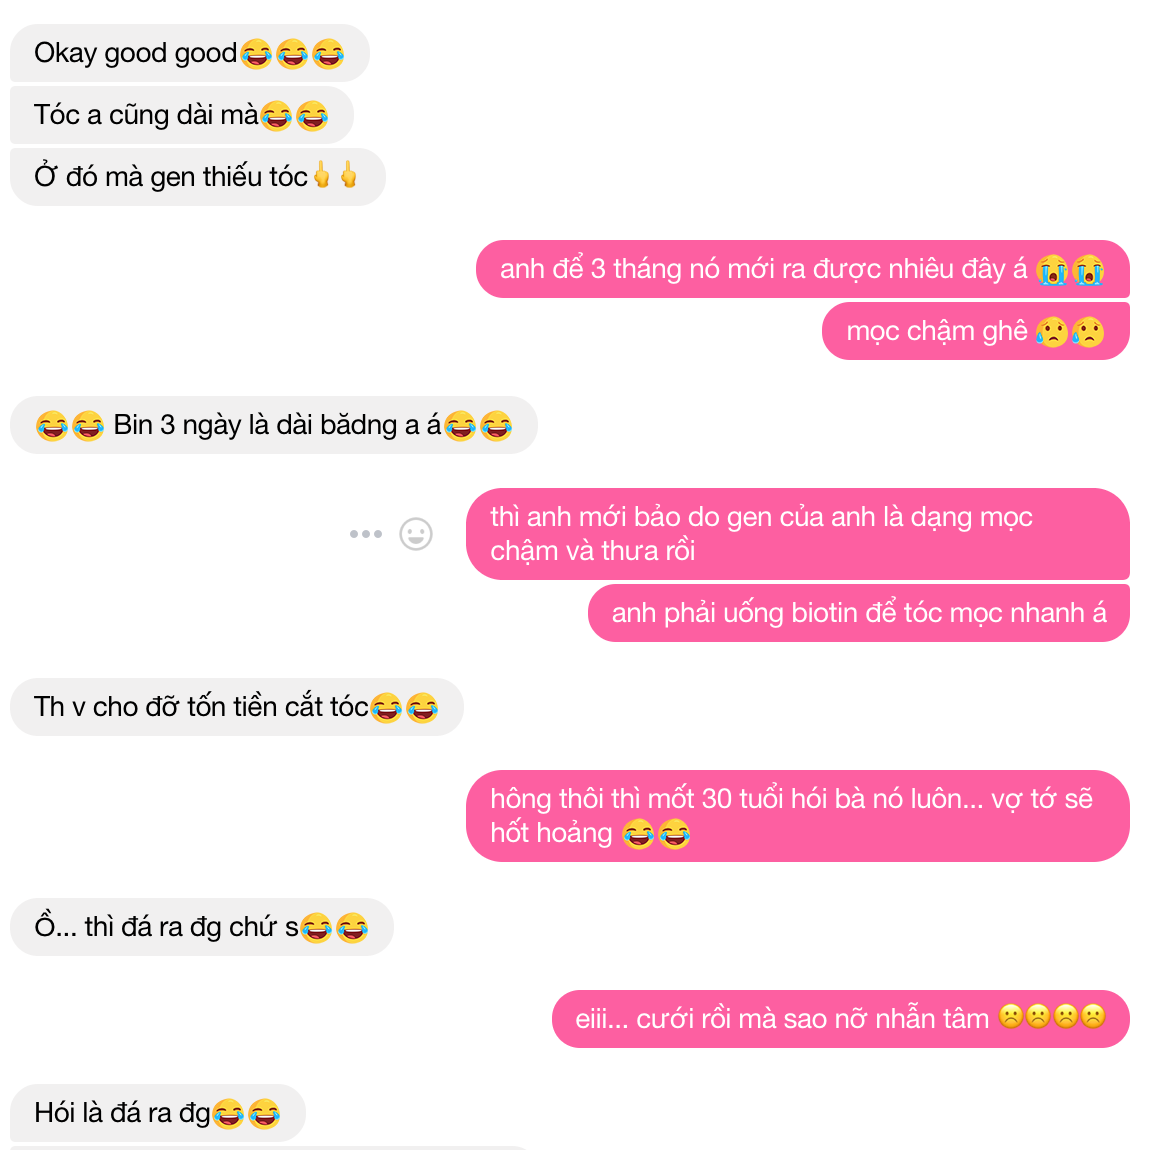 Okay good good😂😂😂
Tóc a cũng dài mà😂😂
Ở đó mà gen thiếu tóc🖕🖕
anh để 3 tháng nó mới ra được nhiêu đây á 😭😭
mọc chậm ghê 😥😥
😂😂 Bin 3 ngày là dài bădng a á😂😂
thì anh mới bảo do gen của anh là dạng mọc
chậm và thưa rồi
anh phải uống biotin để tóc mọc nhanh á
Th v cho đỡ tốn tiền cắt tóc😂😂
hông thôi thì mốt 30 tuổi hói bà nó luôn... vợ tớ sẽ
hốt hoảng 😂😂
Ồ... thì đá ra đg chứ s😂😂
eiii... cưới rồi mà sao nỡ nhẫn tâm ☹️☹️☹️☹️
Hói là đá ra đg😂😂